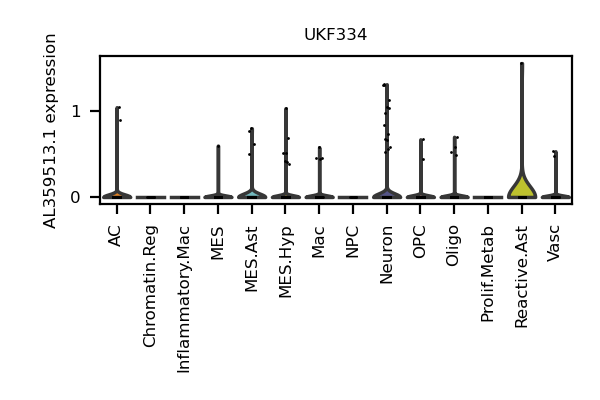 UKF334
AL359513.1 expression
1
0
AC
Chromatin.Reg
Inflammatory.Mac
MES
MES.Ast
MES.Hyp
Mac
NPC
Neuron
OPC
Oligo
Prolif.Metab
Reactive.Ast
Vasc